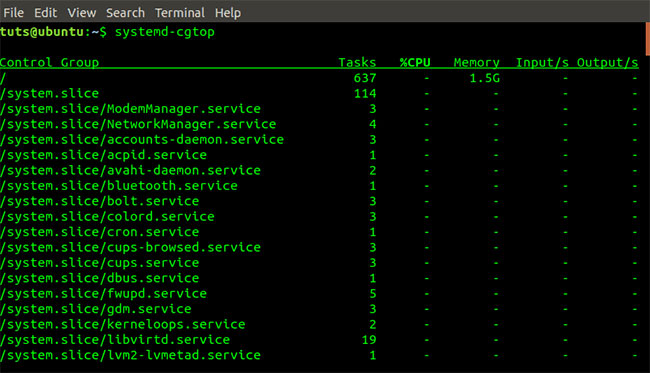 File Edit View Search Terminal Help
tuts@ubuntu:~$ systemd-cgtop
Control Group Tasks %CPU Memory Input/s Output/s
/ 637 - 1.5G - -
/system.slice 114 - - - -
/system.slice/ModemManager.service 3 - - - -
/system.slice/NetworkManager.service 4 - - - -
/system.slice/accounts-daemon.service 3 - - - -
/system.slice/acpid.service 1 - - - -
/system.slice/avahi-daemon.service 2 - - - -
/system.slice/bluetooth.service 1 - - - -
/system.slice/bolt.service 3 - - - -
/system.slice/colord.service 3 - - - -
/system.slice/cron.service 1 - - - -
/system.slice/cups-browsed.service 3 - - - -
/system.slice/cups.service 3 - - - -
/system.slice/dbus.service 1 - - - -
/system.slice/fwupd.service 5 - - - -
/system.slice/gdm.service 3 - - - -
/system.slice/kerneloops.service 2 - - - -
/system.slice/libvirtd.service 19 - - - -
/system.slice/lvm2-lvmetad.service 1 - - - -